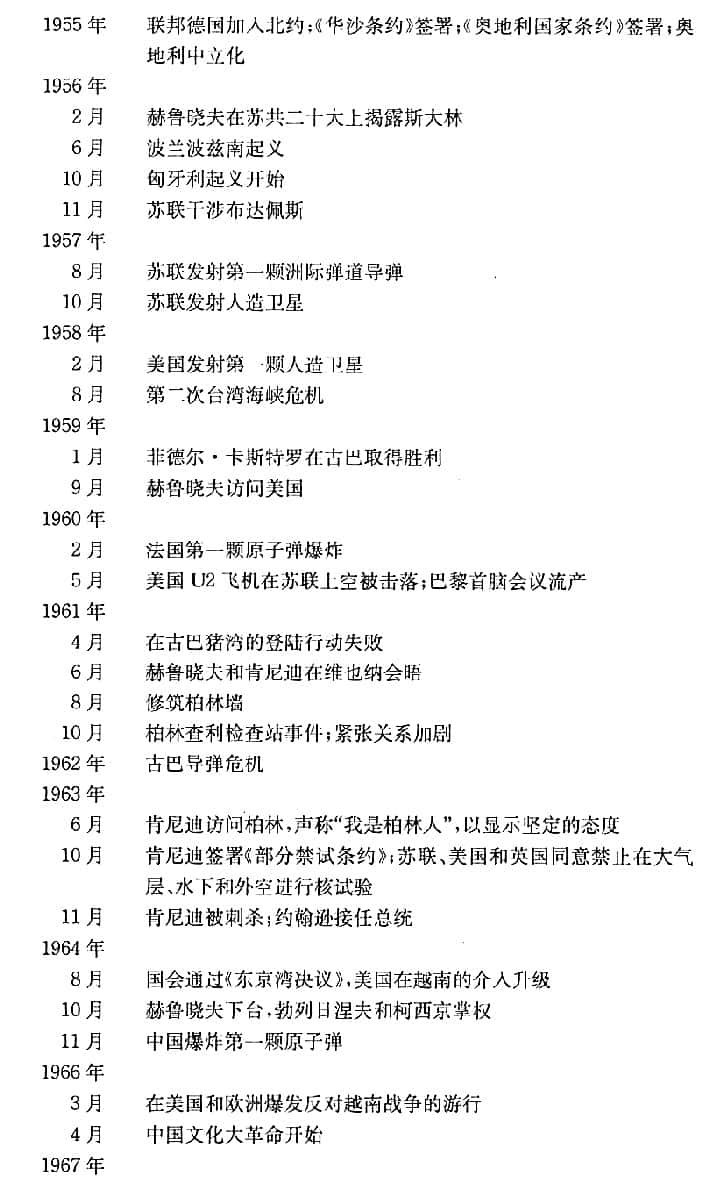 1955 年 联邦德国加入北约;《华沙条约》签署;《奥地利国家条约》签署;奥
地利中立化
1956 年
2 月 赫鲁晓夫在苏共二十大上揭露斯大林
6 月 波兰波兹南起义
10 月 匈牙利起义开始
11 月 苏联干涉布达佩斯
1957 年
8 月 苏联发射第一颗洲际弹道导弹
10 月 苏联发射人造卫星
1958 年
2 月 美国发射第一颗人造卫星
8 月 第二次台湾海峡危机
1959 年
1 月 菲德尔·卡斯特罗在古巴取得胜利
9 月 赫鲁晓夫访问美国
1960 年
2 月 法国第一颗原子弹爆炸
5 月 美国 U2 飞机在苏联上空被击落;巴黎首脑会议流产
1961 年
4 月 在古巴猪湾的登陆行动失败
6 月 赫鲁晓夫和肯尼迪在维也纳会晤
8 月 修筑柏林墙
10 月 柏林查利检查站事件;紧张关系加剧
1962 年 古巴导弹危机
1963 年
6 月 肯尼迪访问柏林,声称“我是柏林人”,以显示坚定的态度
10 月 肯尼迪签署《部分禁试条约》;苏联、美国和英国同意禁止在大气
层、水下和外空进行核试验
11 月 肯尼迪被刺杀;约翰逊接任总统
1964 年
8 月 国会通过《东京湾决议》,美国在越南的介入升级
10 月 赫鲁晓夫下台,勃列日涅夫和柯西京掌权
11 月 中国爆炸第一颗原子弹
1966 年
3 月 在美国和欧洲爆发反对越南战争的游行
4 月 中国文化大革命开始
1967 年